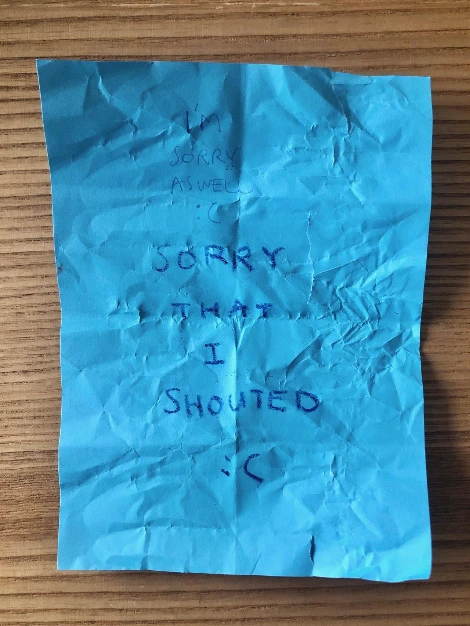 I'M
SORRY
ASWELL
:C
SORRY
THAT
I
SHOUTED
:C